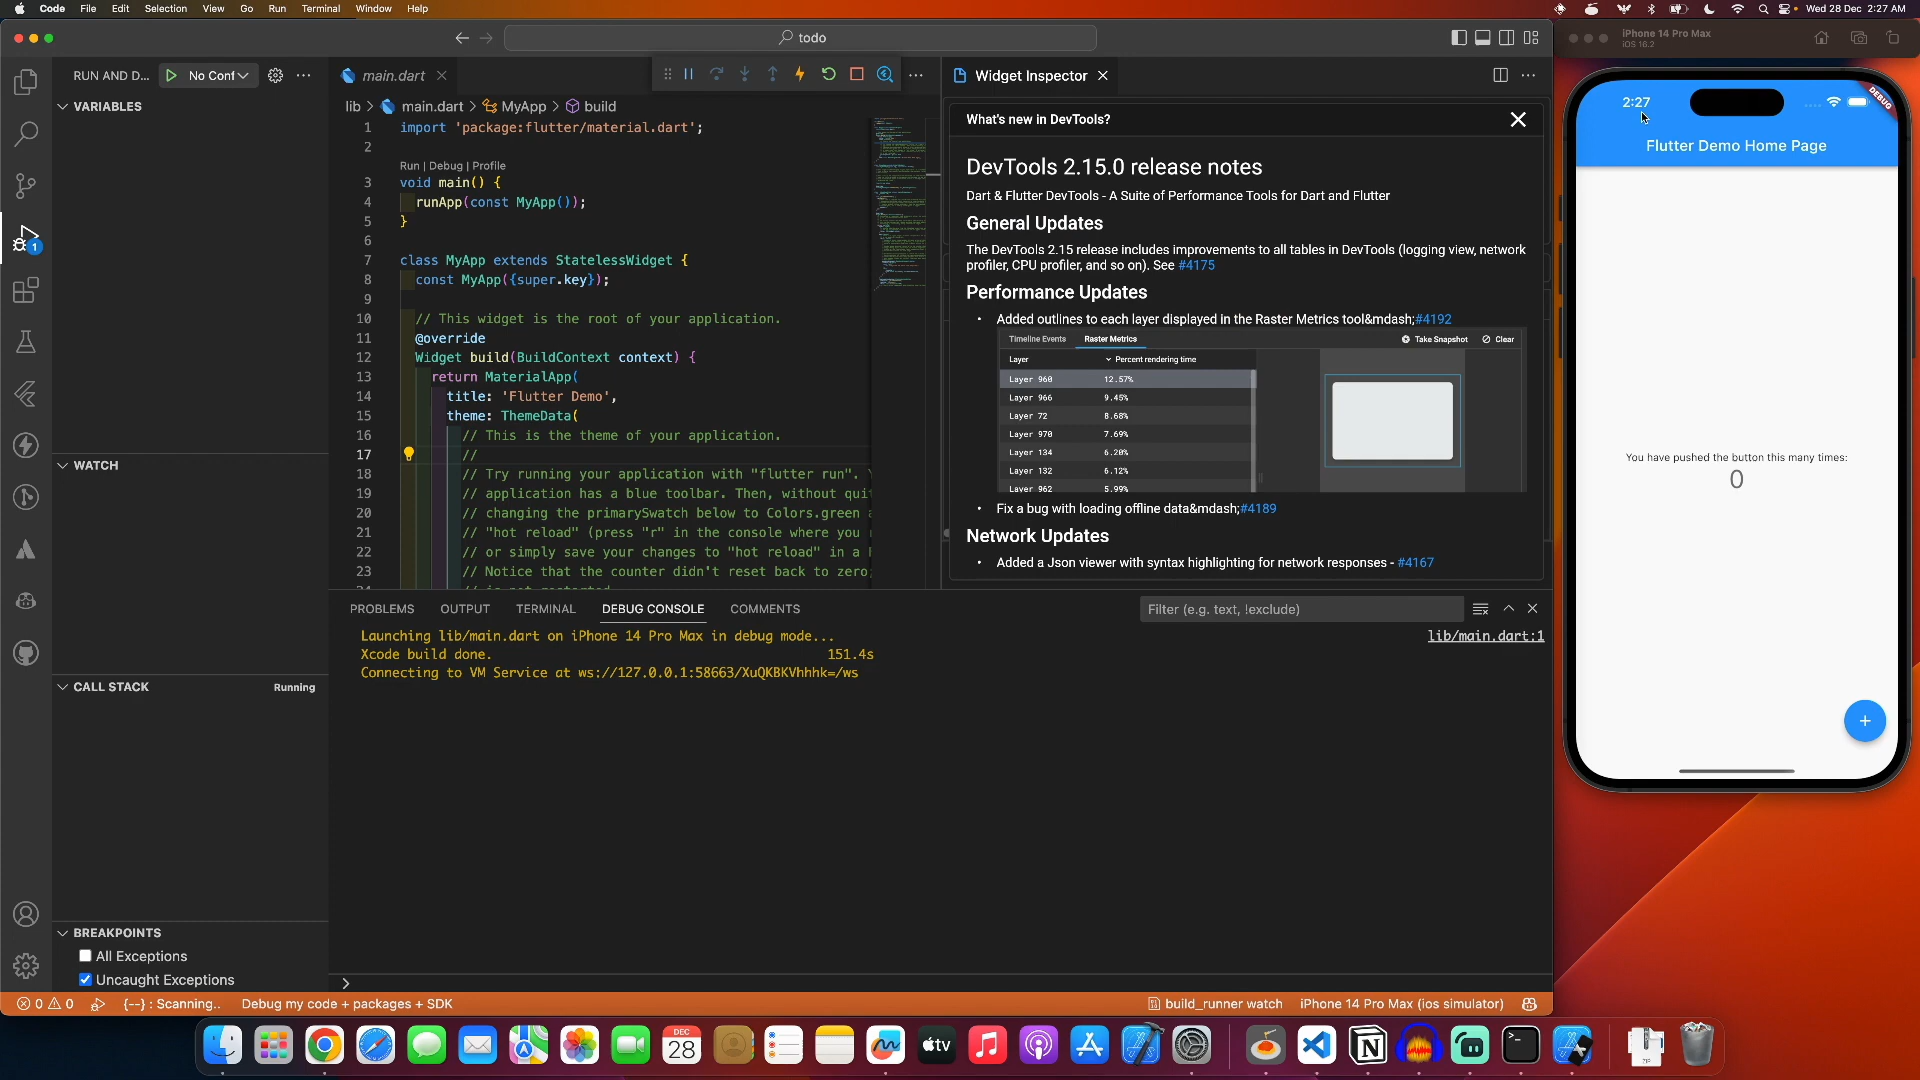 Code File Edit Selection View Go Run Terminal Window Help
Wed 28 Dec 2:27 AM
todo
iPhone 14 Pro Max
iOS 16.2
RUN AND D... No Conf
VARIABLES
WATCH
CALL STACK
Running
BREAKPOINTS
All Exceptions
Uncaught Exceptions
1
main.dart
lib > main.dart > MyApp > build
1 import 'package:flutter/material.dart';
2
Run | Debug | Profile
3 void main() {
4 runApp(const MyApp());
5 }
6
7 class MyApp extends StatelessWidget {
8 const MyApp({super.key});
9
10 // This widget is the root of your application.
11 @override
12 Widget build(BuildContext context) {
13 return MaterialApp(
14 title: 'Flutter Demo',
15 theme: ThemeData(
16 // This is the theme of your application.
17 //
18 // Try running your application with "flutter run".
19 // application has a blue toolbar. Then, without qui
20 // changing the primarySwatch below to Colors.green
21 // "hot reload" (press "r" in the console where you
22 // or simply save your changes to "hot reload" in a
23 // Notice that the counter didn't reset back to zero;
Widget Inspector
What's new in DevTools?
DevTools 2.15.0 release notes
Dart & Flutter DevTools - A Suite of Performance Tools for Dart and Flutter
General Updates
The DevTools 2.15 release includes improvements to all tables in DevTools (logging view, network
profiler, CPU profiler, and so on). See #4175
Performance Updates
• Added outlines to each layer displayed in the Raster Metrics tool&mdash;#4192
Timeline Events Raster Metrics Take Snapshot Clear
Layer Percent rendering time
Layer 960 12.57%
Layer 966 9.45%
Layer 72 8.68%
Layer 970 7.69%
Layer 134 6.20%
Layer 132 6.12%
Layer 962 5.99%
• Fix a bug with loading offline data&mdash;#4189
Network Updates
• Added a Json viewer with syntax highlighting for network responses - #4167
PROBLEMS OUTPUT TERMINAL DEBUG CONSOLE COMMENTS
Filter (e.g. text, !exclude)
Launching lib/main.dart on iPhone 14 Pro Max in debug mode...
lib/main.dart:1
Xcode build done. 151.4s
Connecting to VM Service at ws://127.0.0.1:58663/XuQKBKVhhhk=/ws
0 0 {--} : Scanning.. Debug my code + packages + SDK
build_runner watch iPhone 14 Pro Max (ios simulator)
2:27
DEBUG
Flutter Demo Home Page
You have pushed the button this many times:
0
+
DEC
28
tv
ZIP